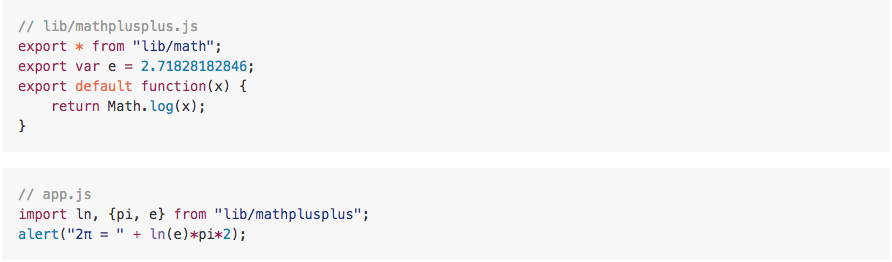 // lib/mathplusplus.js
export * from "lib/math";
export var e = 2.71828182846;
export default function(x) {
    return Math.log(x);
}
// app.js
import ln, {pi, e} from "lib/mathplusplus";
alert("2π = " + ln(e)*pi*2);